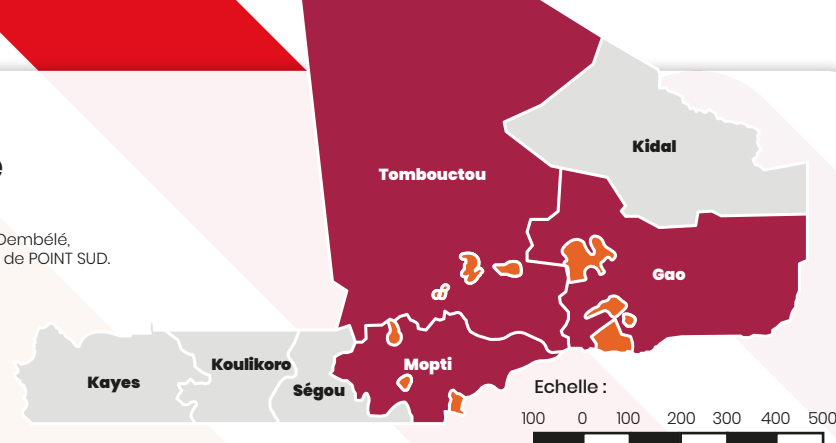 Dembélé,
de POINT SUD.
Kidal
Tombouctou
Gao
Koulikoro
Mopti
Kayes
Ségou
Echelle :
100 0 100 200 300 400 500